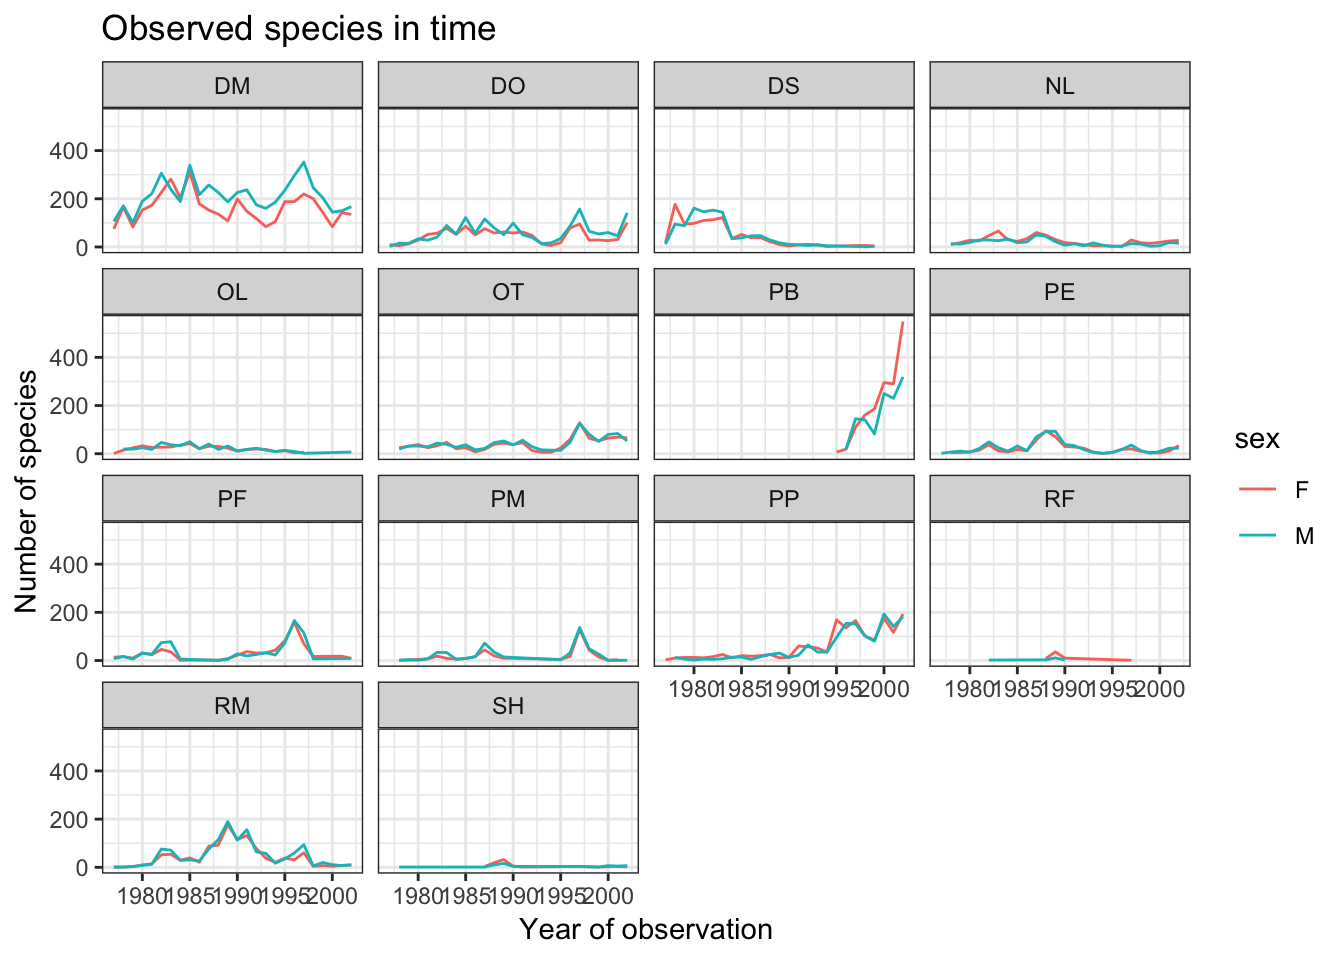 Observed species in time
DM DO DS NL
400
200
0
OL OT PB PE
400
200
0
PF PM PP RF
400
200
0
1980 1985 1990 1995 2000 1980 1985 1990 1995 2000
RM SH
400
200
0
1980 1985 1990 1995 2000 1980 1985 1990 1995 2000
Year of observation
Number of species
sex
F
M